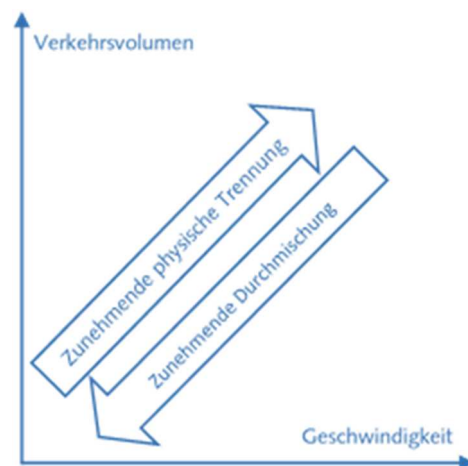 Verkehrsvolumen
Zunehmende physische Trennung
Zunehmende Durchmischung
Geschwindigkeit